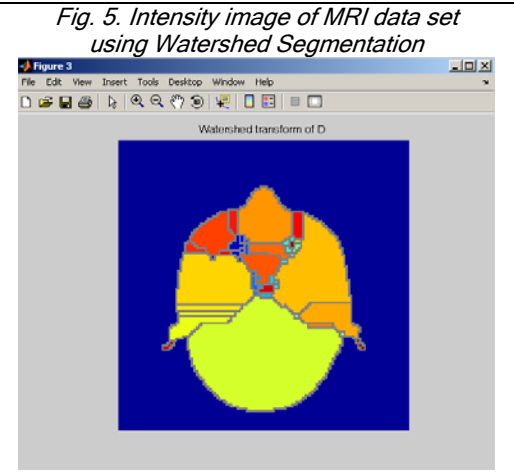 Fig. 5. Intensity image of MRI data set
using Watershed Segmentation
Figure 3
File Edit View Insert Tools Desktop Window Help
Watershed transform of D